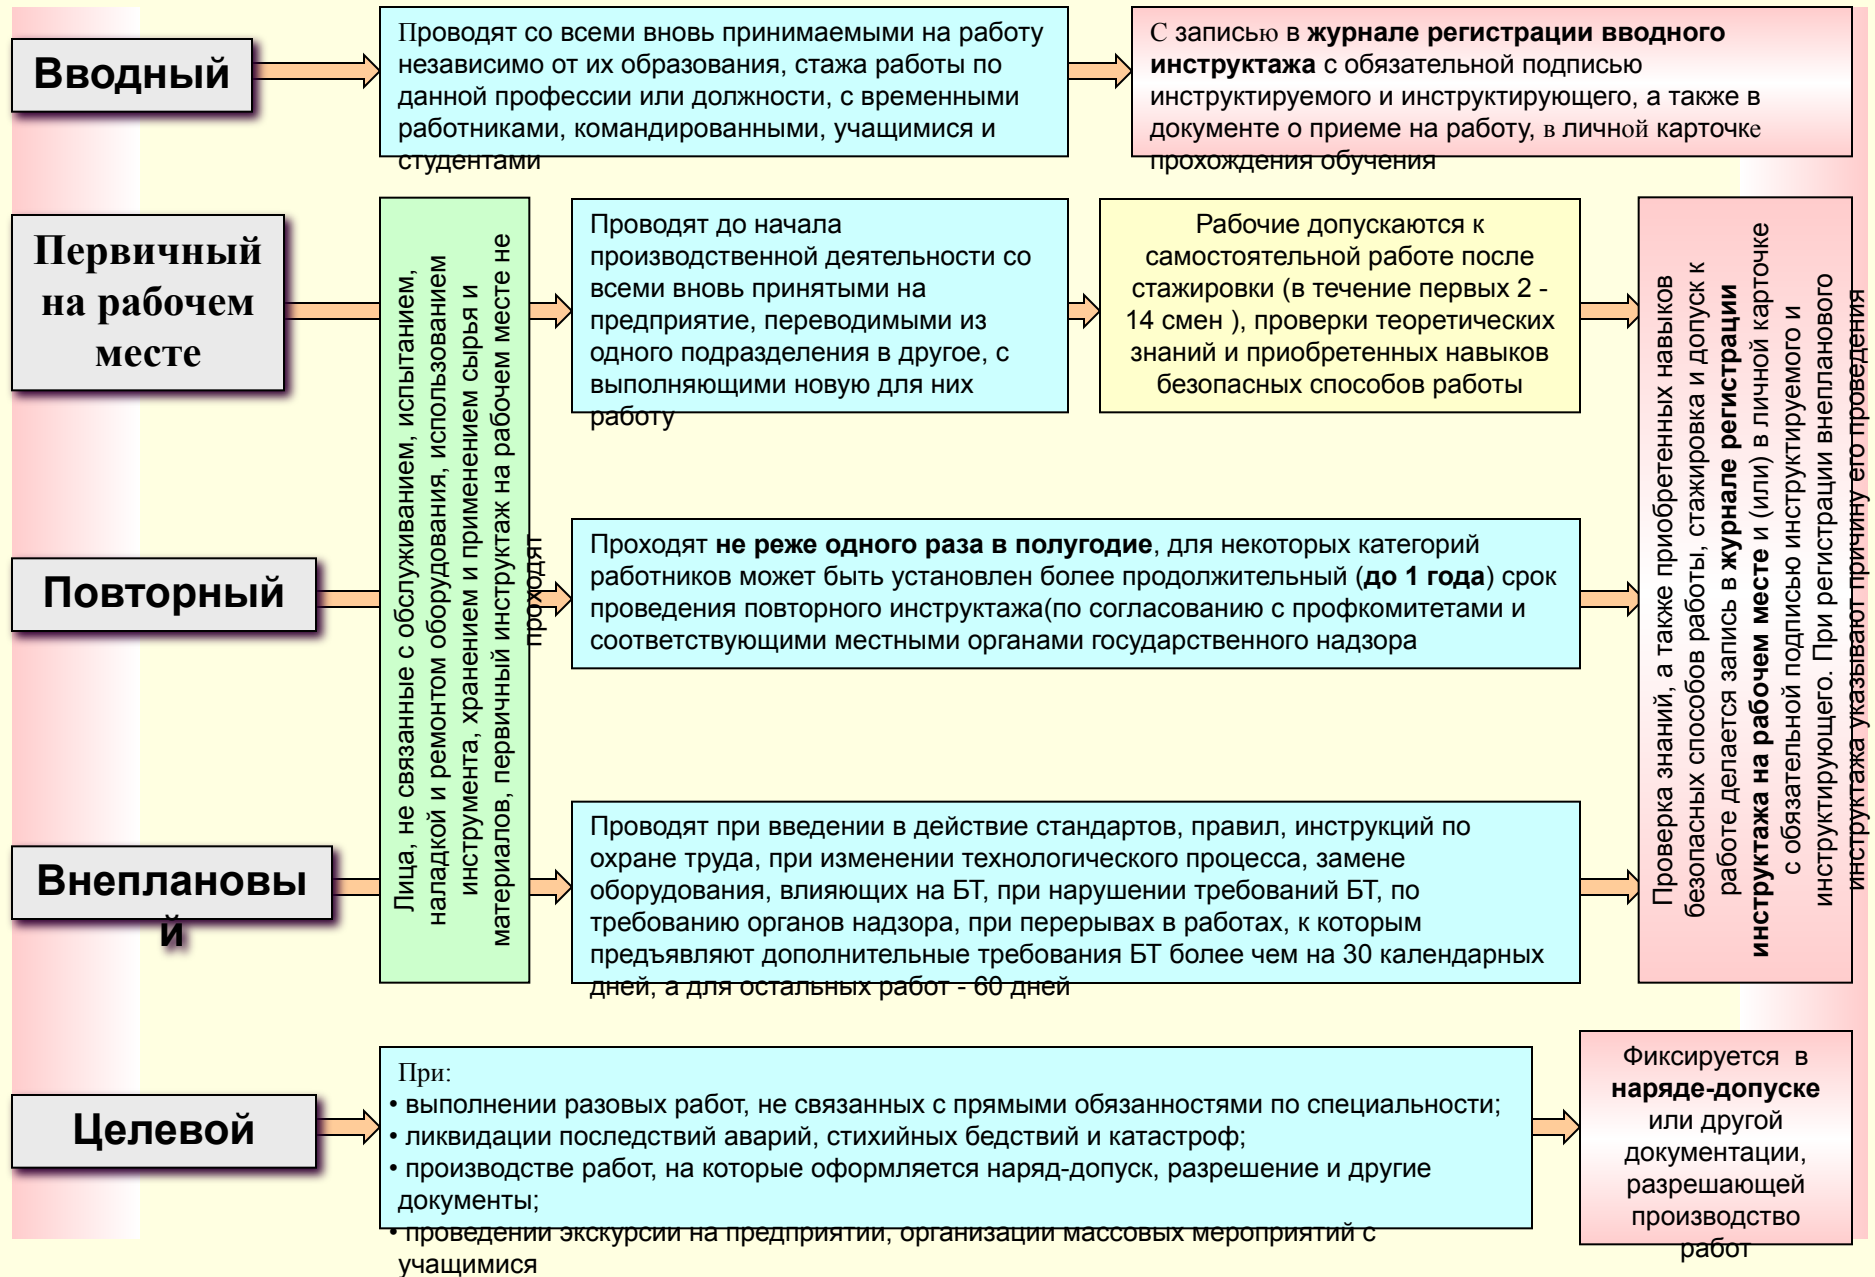 Вводный
Проводят со всеми вновь принимаемыми на работу
независимо от их образования, стажа работы по
данной профессии или должности, с временными
работниками, командированными, учащимися и
студентами
С записью в журнале регистрации вводного
инструктажа с обязательной подписью
инструктируемого и инструктирующего, а также в
документе о приеме на работу, в личной карточке
прохождения обучения
Первичный
на рабочем
месте
Лица, не связанные с обслуживанием, испытанием,
наладкой и ремонтом оборудования, использованием
инструмента, хранением и применением сырья и
материалов, первичный инструктаж на рабочем месте не
проходят
Проводят до начала
производственной деятельности со
всеми вновь принятыми на
предприятие, переводимыми из
одного подразделения в другое, с
выполняющими новую для них
работу
Рабочие допускаются к
самостоятельной работе после
стажировки (в течение первых 2 -
14 смен ), проверки теоретических
знаний и приобретенных навыков
безопасных способов работы
Проверка знаний, а также приобретенных навыков
безопасных способов работы, стажировка и допуск к
работе делается запись в журнале регистрации
инструктажа на рабочем месте и (или) в личной карточке
с обязательной подписью инструктируемого и
инструктирующего. При регистрации внепланового
инструктажа указывают причину его проведения
Повторный
Проходят не реже одного раза в полугодие, для некоторых категорий
работников может быть установлен более продолжительный (до 1 года) срок
проведения повторного инструктажа(по согласованию с профкомитетами и
соответствующими местными органами государственного надзора
Внеплановы
й
Проводят при введении в действие стандартов, правил, инструкций по
охране труда, при изменении технологического процесса, замене
оборудования, влияющих на БТ, при нарушении требований БТ, по
требованию органов надзора, при перерывах в работах, к которым
предъявляют дополнительные требования БТ более чем на 30 календарных
дней, а для остальных работ - 60 дней
Целевой
При:
• выполнении разовых работ, не связанных с прямыми обязанностями по специальности;
• ликвидации последствий аварий, стихийных бедствий и катастроф;
• производстве работ, на которые оформляется наряд-допуск, разрешение и другие
документы;
• проведении экскурсии на предприятии, организации массовых мероприятий с
учащимися
Фиксируется в
наряде-допуске
или другой
документации,
разрешающей
производство
работ